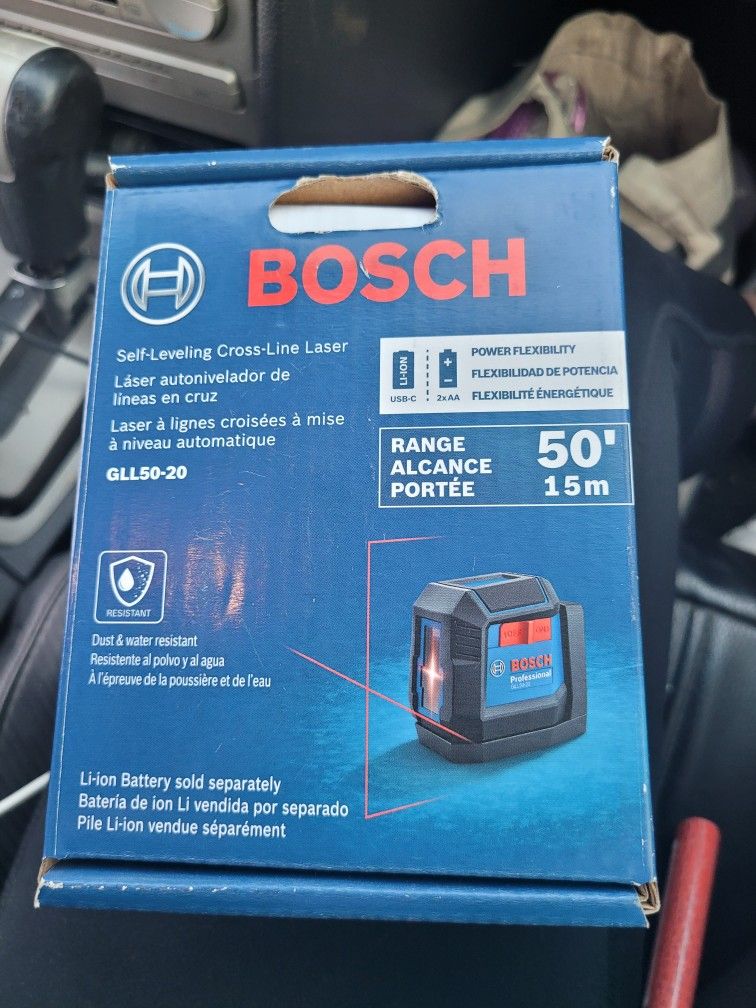 BOSCH
Self-Leveling Cross-Line Laser
Láser autonivelador de
líneas en cruz
Laser à lignes croisées à mise
à niveau automatique
GLL50-20
LI-ION
USB-C
2xAA
POWER FLEXIBILITY
FLEXIBILIDAD DE POTENCIA
FLEXIBILITÉ ÉNERGÉTIQUE
RANGE
ALCANCE
PORTÉE
50'
15m
RESISTANT
Dust & water resistant
Resistente al polvo y al agua
À l'épreuve de la poussière et de l'eau
BOSCH
Professional
GLL50-20
Li-ion Battery sold separately
Batería de ion Li vendida por separado
Pile Li-ion vendue séparément